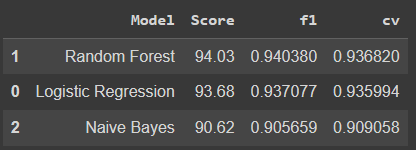 Model Score f1 cv
1 Random Forest 94.03 0.940380 0.936820
0 Logistic Regression 93.68 0.937077 0.935994
2 Naive Bayes 90.62 0.905659 0.909058